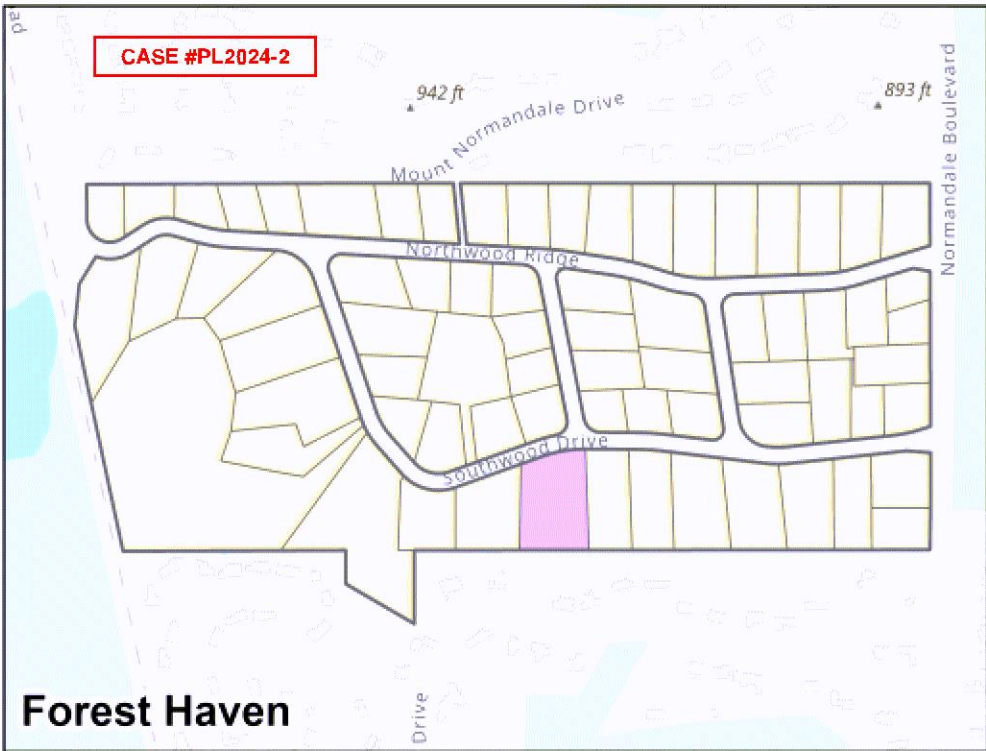 ad
CASE #PL2024-2
942 ft
893 ft
Mount Normandale Drive
Normandale Boulevard
Northwood Ridge
Southwood Drive
Forest Haven
Drive